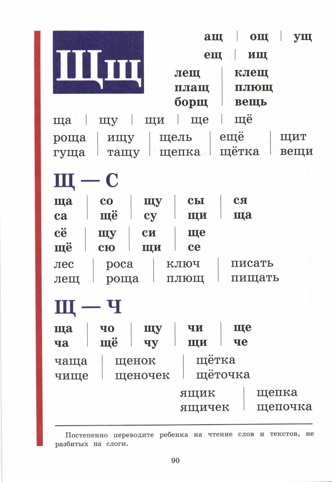 Щщ
ащ | ощ | ущ
ещ | ищ
лещ | клещ
плащ | плющ
борщ | вещь
ща | щу | щи | ще | щё
роща | ищу | щель | ещё | щит
гуща | тащу | щепка | щётка | вещи
Щ — С
ща | со | щу | сы | ся
са | щё | су | щи | ща
сё | щу | си | ще
щё | сю | щи | се
лес | роса | ключ | писать
лещ | роща | плющ | пищать
Щ — Ч
ща | чо | щу | чи | ще
ча | щё | чу | щи | че
чаща | щенок | щётка
чище | щеночек | щёточка
ящик | щепка
ящичек | щепочка
Постепенно переводите ребенка на чтение слов и текстов, не
разбитых на слоги.
90